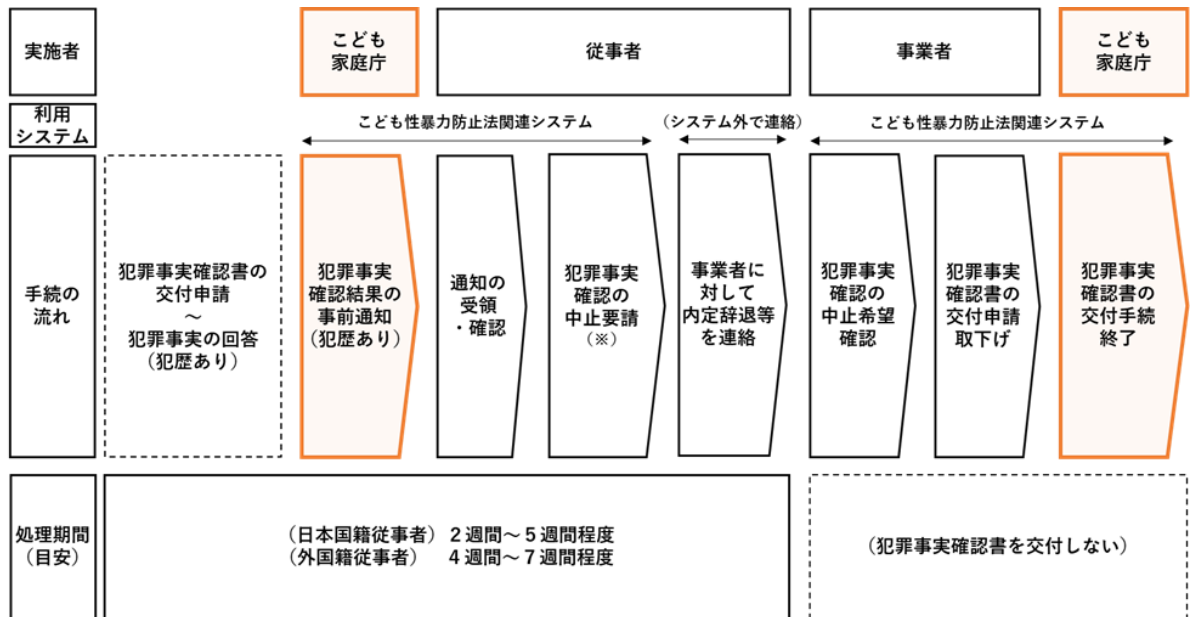 実施者
こども
家庭庁
従事者
事業者
こども
家庭庁
利用
システム
こども性暴力防止法関連システム
（システム外で連絡）
こども性暴力防止法関連システム
手続の
流れ
犯罪事実確認書の
交付申請
～
犯罪事実の回答
（犯歴あり）
犯罪事実
確認結果の
事前通知
（犯歴あり）
通知の
受領
・確認
犯罪事実
確認の
中止要請
（※）
事業者に
対して
内定辞退等
を連絡
犯罪事実
確認の
中止希望
確認
犯罪事実
確認書の
交付申請
取下げ
犯罪事実
確認書の
交付手続
終了
処理期間
（目安）
（日本国籍従事者）２週間～５週間程度
（外国籍従事者）　４週間～７週間程度
（犯罪事実確認書を交付しない）